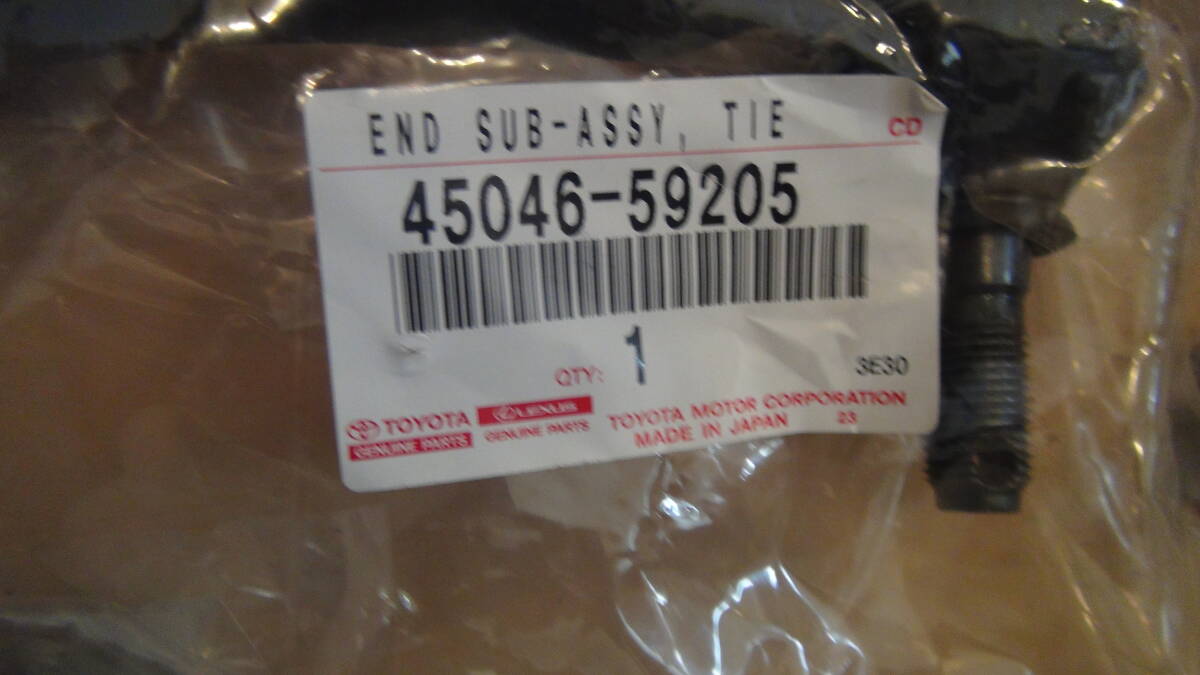 END SUB-ASSY, TIE
CD
45046-59205
QTY: 1
3E30
TOYOTA
GENUINE PARTS
LEXUS
GENUINE PARTS
TOYOTA MOTOR CORPORATION
MADE IN JAPAN 23